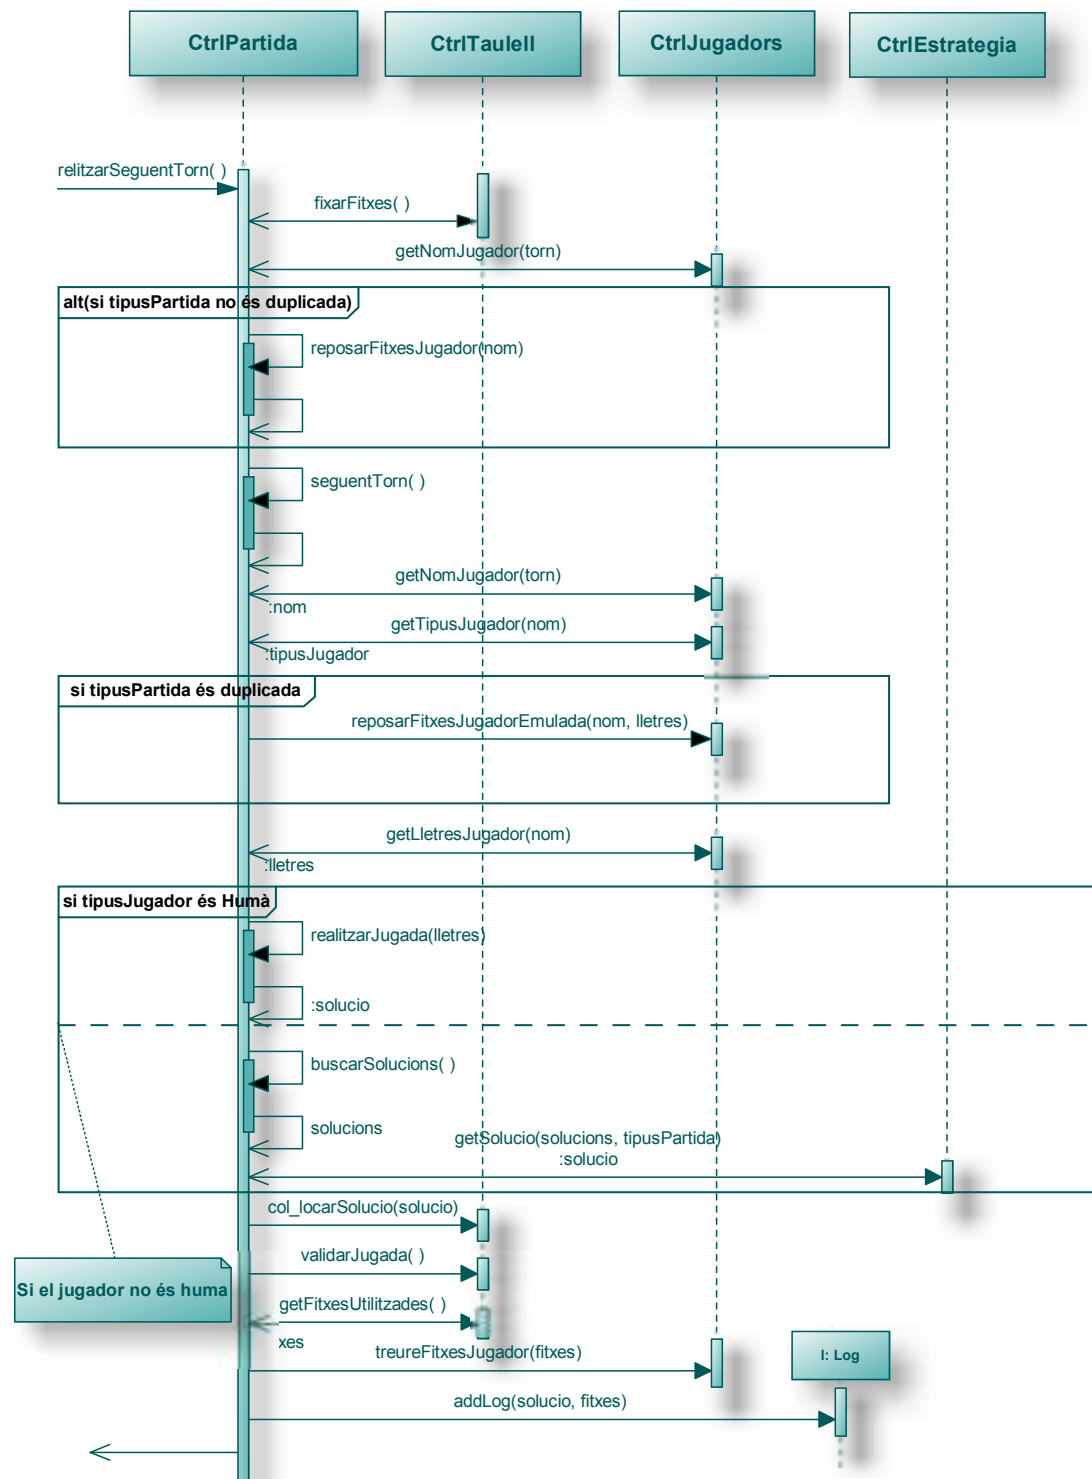 CtrlPartida
CtrlTaulell
CtrlJugadors
CtrlEstrategia
relitzarSeguentTorn( )
fixarFitxes( )
getNomJugador(torn)
alt(si tipusPartida no és duplicada)
reposarFitxesJugador(nom)
seguentTorn( )
getNomJugador(torn)
:nom
getTipusJugador(nom)
:tipusJugador
si tipusPartida és duplicada
reposarFitxesJugadorEmulada(nom, lletres)
getLletresJugador(nom)
:lletres
si tipusJugador és Humà
realitzarJugada(lletres)
:solucio
buscarSolucions( )
solucions
getSolucio(solucions, tipusPartida)
:solucio
col_locarSolucio(solucio)
validarJugada( )
Si el jugador no és huma
getFitxesUtilitzades( )
xes
treureFitxesJugador(fitxes)
l: Log
addLog(solucio, fitxes)